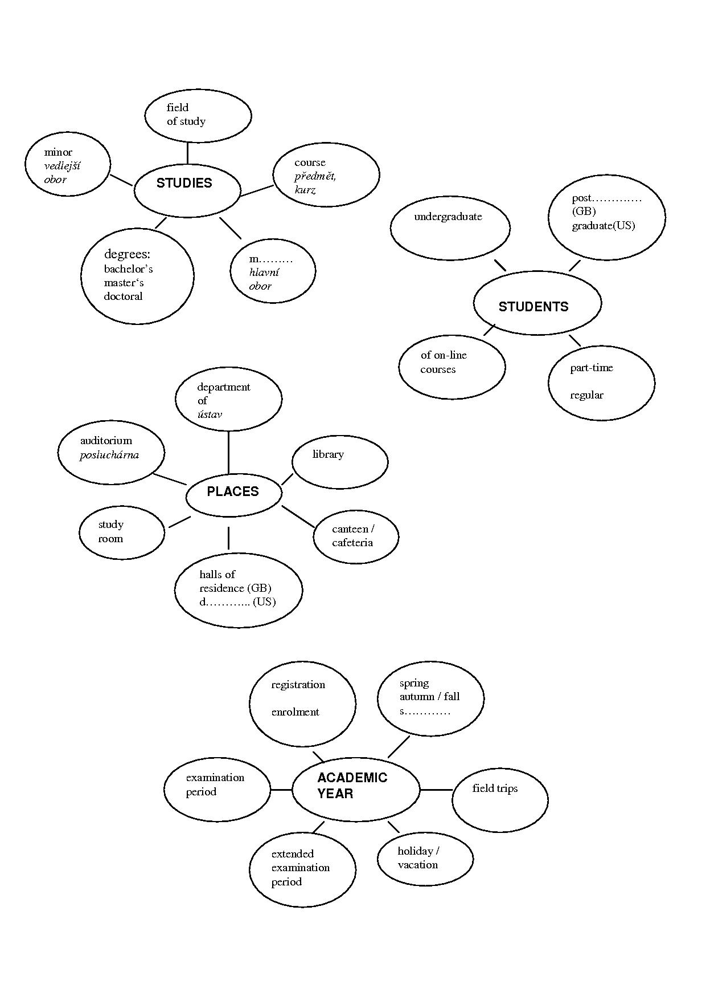 field
of study
minor
vedlejší
obor
STUDIES
course
předmět,
kurz
degrees:
bachelor’s
master‘s
doctoral
m………
hlavní
obor
undergraduate
post…………
(GB)
graduate(US)
STUDENTS
of on-line
courses
part-time
regular
department
of
ústav
auditorium
posluchárna
library
PLACES
study
room
canteen /
cafeteria
halls of
residence (GB)
d………... (US)
registration
enrolment
spring
autumn / fall
s…………
examination
period
ACADEMIC
YEAR
field trips
extended
examination
period
holiday /
vacation